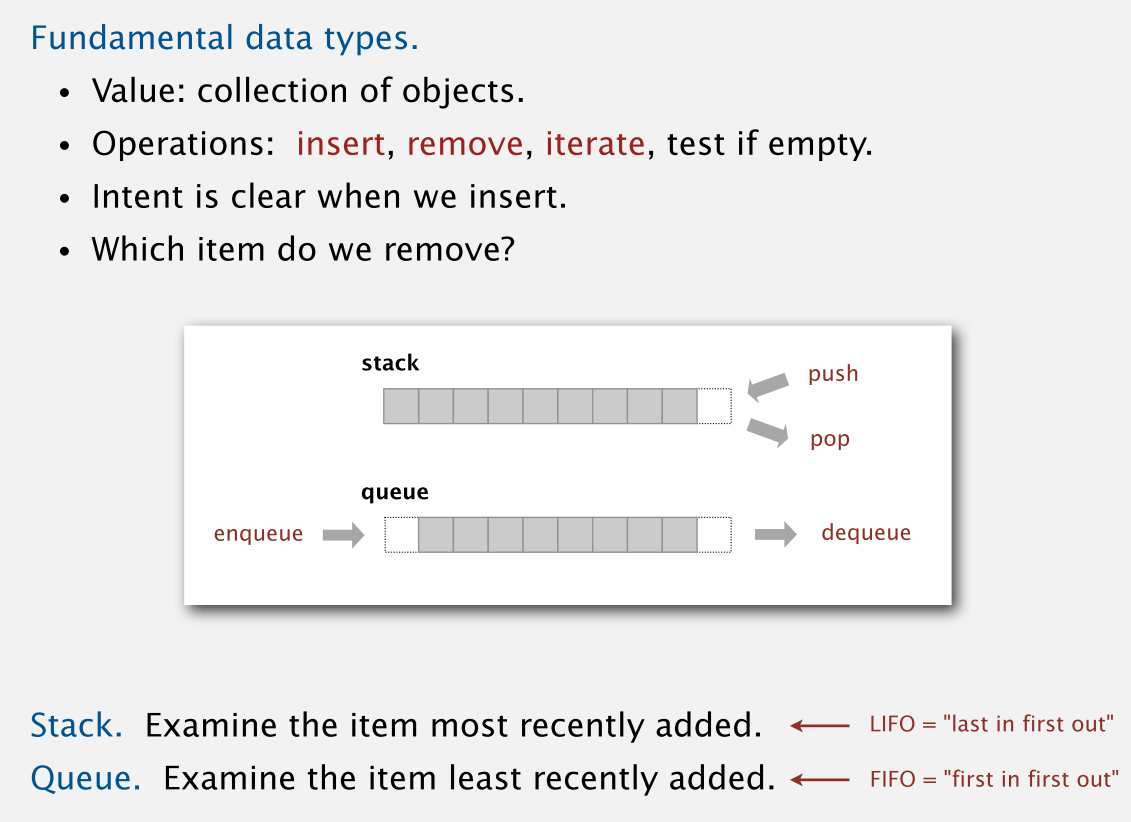 Fundamental data types.
• Value: collection of objects.
• Operations: insert, remove, iterate, test if empty.
• Intent is clear when we insert.
• Which item do we remove?
stack
push
pop
queue
enqueue
dequeue
Stack. Examine the item most recently added. LIFO = "last in first out"
Queue. Examine the item least recently added. FIFO = "first in first out"